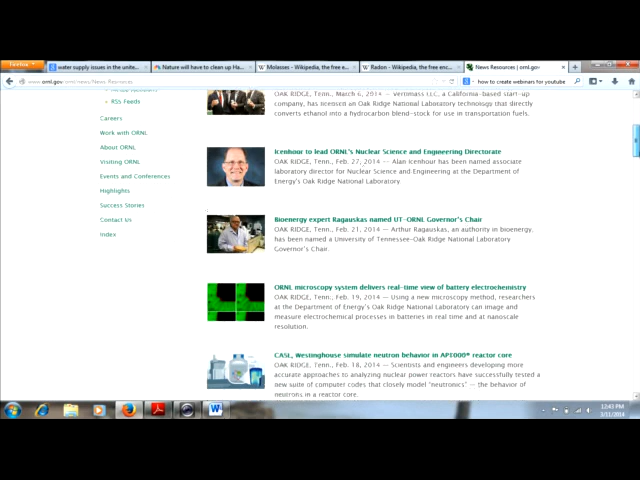 Firefox
water supply issues in the unite...
Nature will have to clean up Ha...
Molasses - Wikipedia, the free e...
Radon - Wikipedia, the free enc...
News Resources | ornl.gov
www.ornl.gov/ornl/news/News-Resources
how to create webinars for youtube
RSS Feeds
Careers
Work with ORNL
About ORNL
Visiting ORNL
Events and Conferences
Highlights
Success Stories
Contact Us
Index
OAK RIDGE, Tenn., March 6, 2014 — Vertimass LLC, a California-based start-up
company, has licensed an Oak Ridge National Laboratory technology that directly
converts ethanol into a hydrocarbon blend-stock for use in transportation fuels.
Icenhour to lead ORNL's Nuclear Science and Engineering Directorate
OAK RIDGE, Tenn., Feb. 27, 2014 — Alan Icenhour has been named associate
laboratory director for Nuclear Science and Engineering at the Department of
Energy's Oak Ridge National Laboratory.
Bioenergy expert Ragauskas named UT-ORNL Governor's Chair
OAK RIDGE, Tenn., Feb. 21, 2014 — Arthur Ragauskas, an authority in bioenergy,
has been named a University of Tennessee-Oak Ridge National Laboratory
Governor's Chair.
ORNL microscopy system delivers real-time view of battery electrochemistry
OAK RIDGE, Tenn., Feb. 19, 2014 — Using a new microscopy method, researchers
at the Department of Energy's Oak Ridge National Laboratory can image and
measure electrochemical processes in batteries in real time and at nanoscale
resolution.
CASL, Westinghouse simulate neutron behavior in AP1000® reactor core
OAK RIDGE, Tenn., Feb. 18, 2014 — Scientists and engineers developing more
accurate approaches to analyzing nuclear power reactors have successfully tested a
new suite of computer codes that closely model 'neutronics' — the behavior of
neutrons in a reactor core.
12:43 PM
3/11/2014